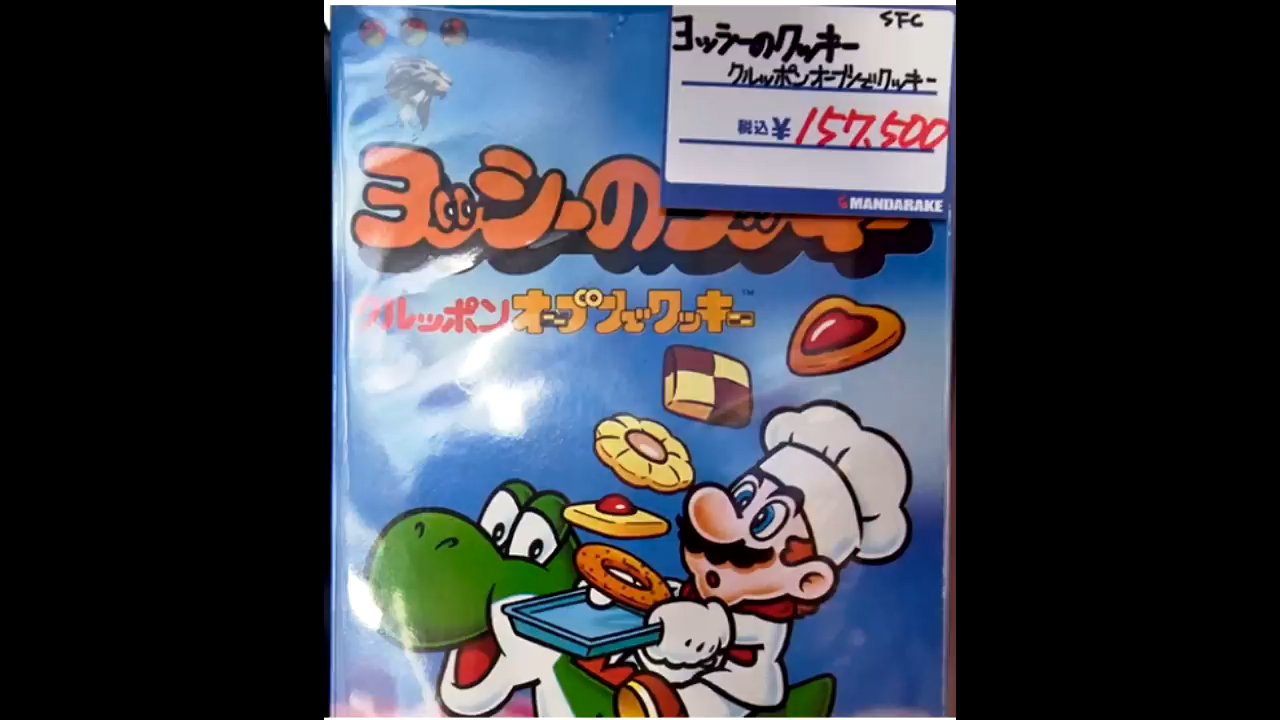 SFC
ヨッシーのクッキー
クルッポンオーブンでクッキー
税込 ¥157,500
MANDARAKE
ヨッシーのクッキー
クルッポンオーブンでクッキー™